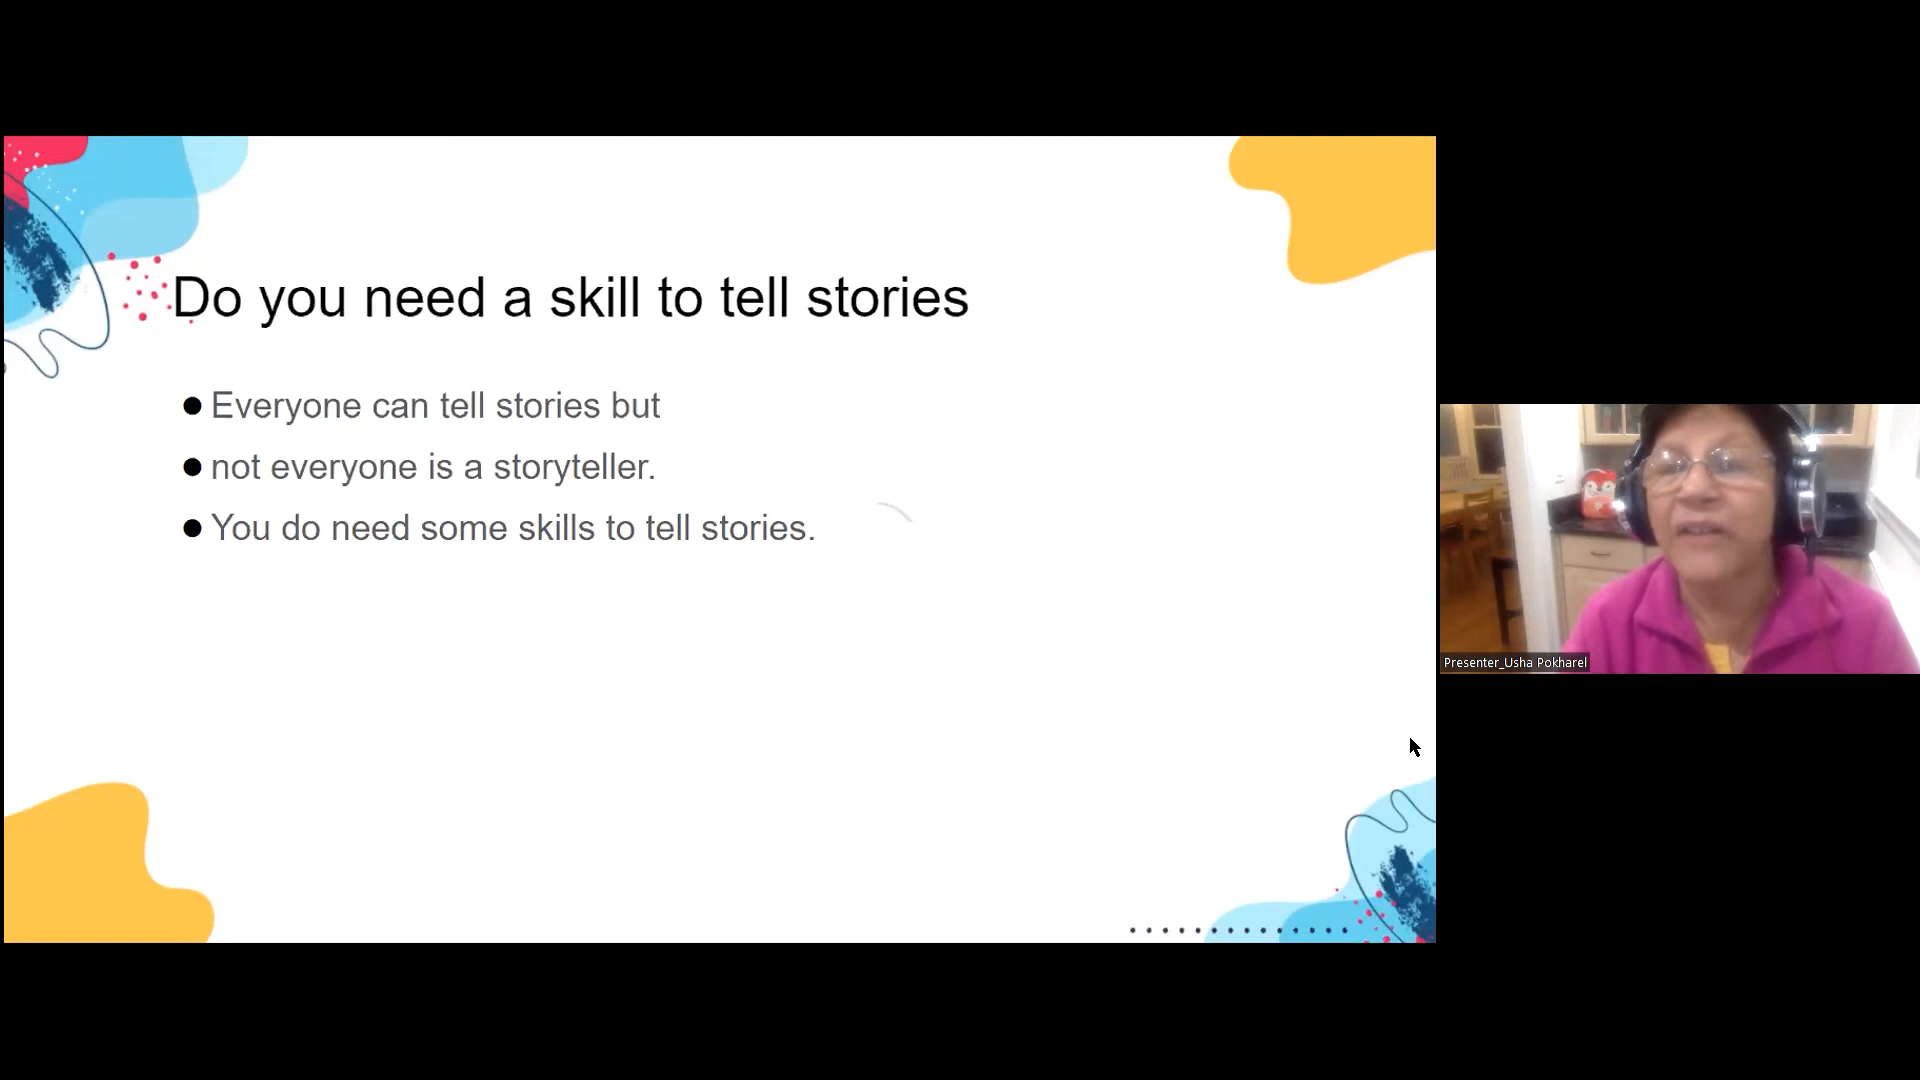 Do you need a skill to tell stories
Everyone can tell stories but
not everyone is a storyteller.
You do need some skills to tell stories.
Presenter_Usha Pokharel